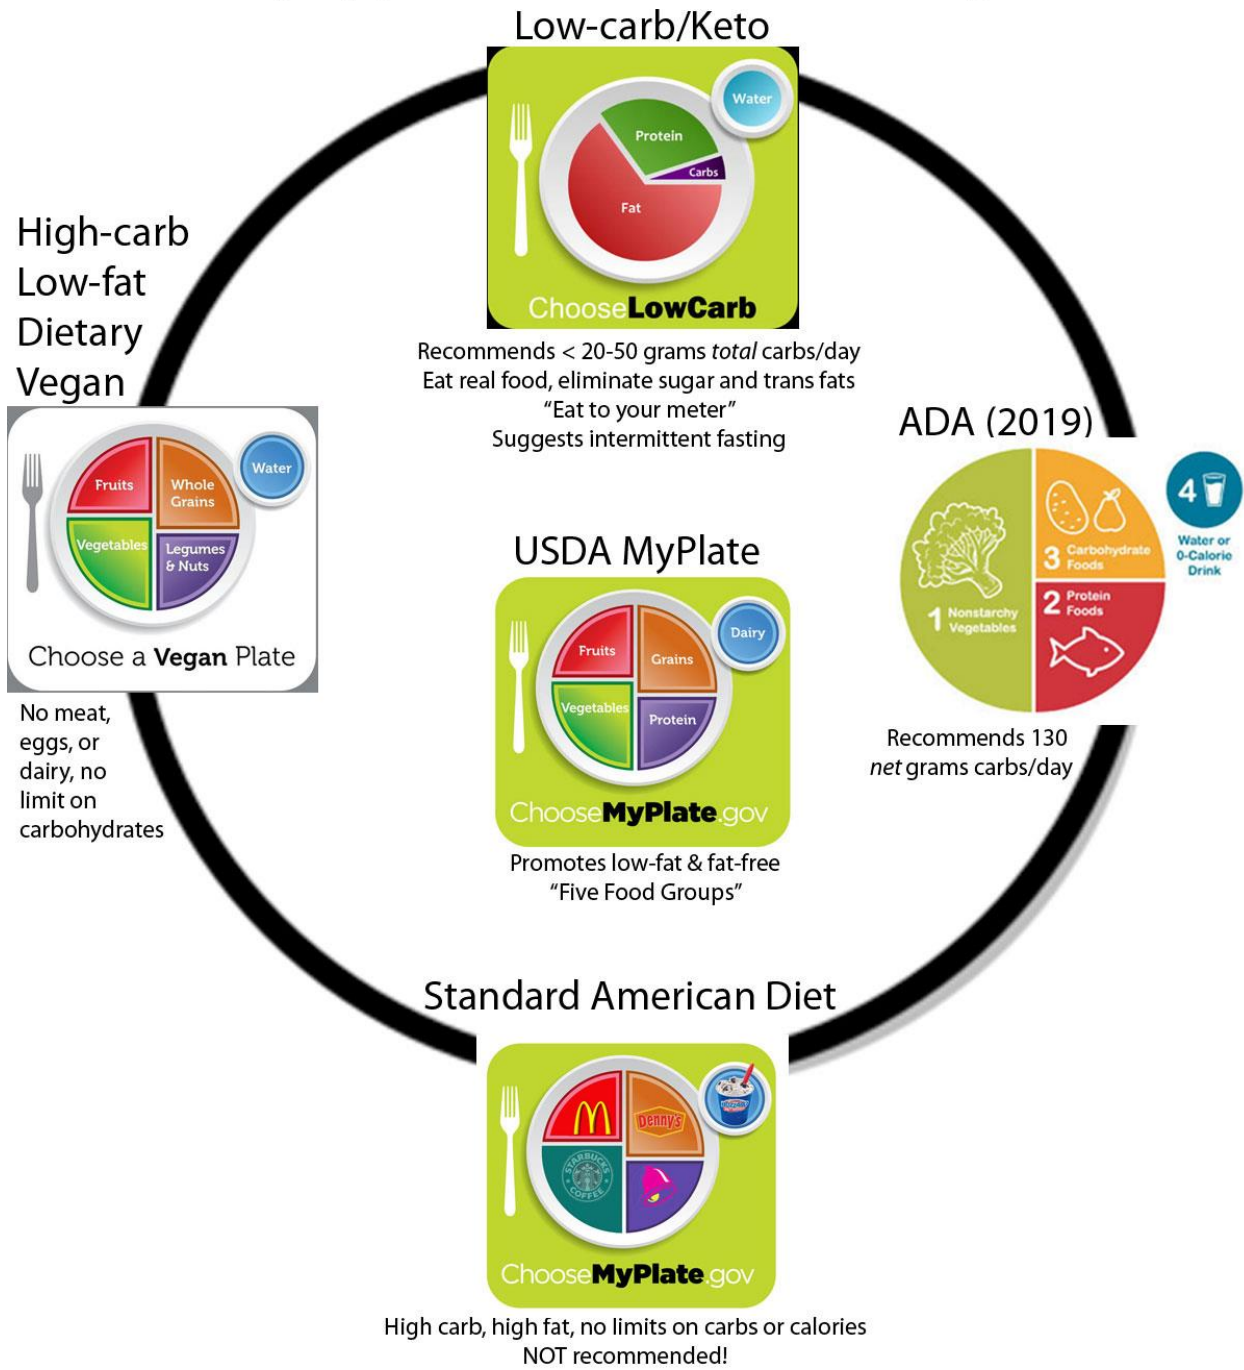 Low-carb/Keto
Water
Protein
Carbs
Fat
ChooseLowCarb
Recommends < 20-50 grams total carbs/day
Eat real food, eliminate sugar and trans fats
“Eat to your meter”
Suggests intermittent fasting
High-carb
Low-fat
Dietary
Vegan
Fruits
Whole
Grains
Water
Vegetables
Legumes
& Nuts
Choose a Vegan Plate
No meat,
eggs, or
dairy, no
limit on
carbohydrates
USDA MyPlate
Fruits
Grains
Dairy
Vegetables
Protein
ChooseMyPlate.gov
Promotes low-fat & fat-free
“Five Food Groups”
ADA (2019)
1 Nonstarchy
Vegetables
3 Carbohydrate
Foods
2 Protein
Foods
4
Water or
0-Calorie
Drink
Recommends 130
net grams carbs/day
Standard American Diet
Denny's
STARBUCKS
COFFEE
ChooseMyPlate.gov
High carb, high fat, no limits on carbs or calories
NOT recommended!